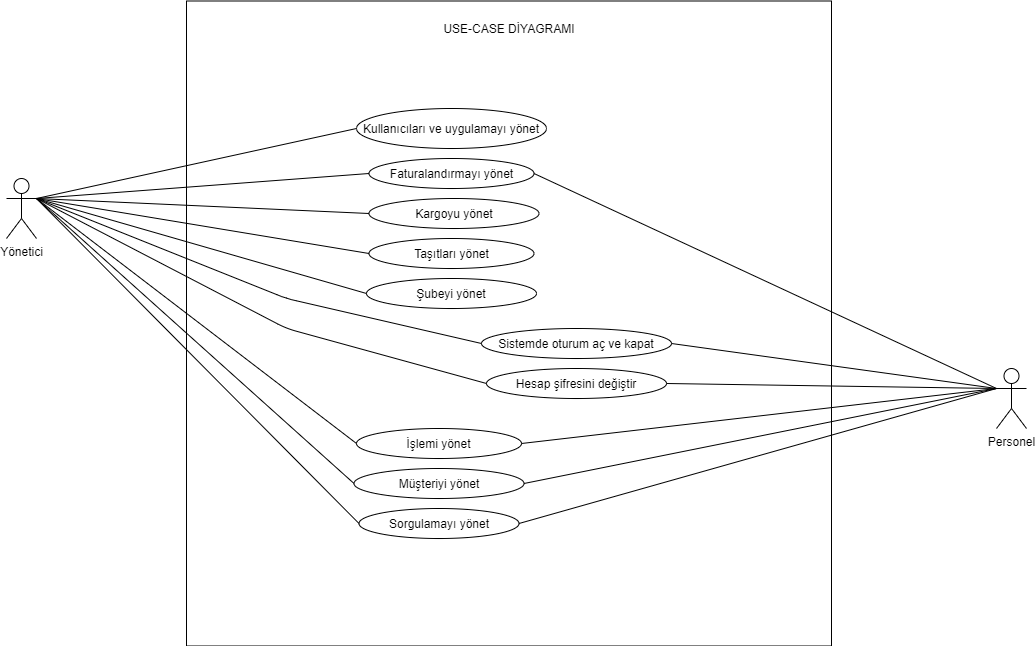 USE-CASE DİYAGRAMI
Kullanıcıları ve uygulamayı yönet
Faturalandırmayı yönet
Kargoyu yönet
Taşıtları yönet
Şubeyi yönet
Sistemde oturum aç ve kapat
Hesap şifresini değiştir
İşlemi yönet
Müşteriyi yönet
Sorgulamayı yönet
Yönetici
Personel